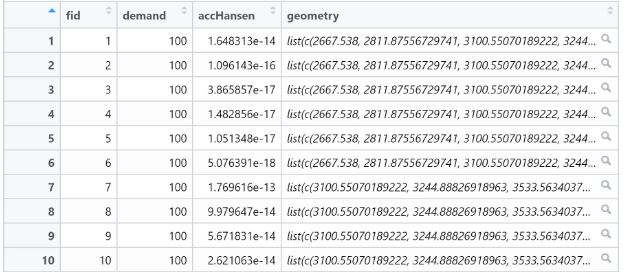 fid demand accHansen geometry
1 1 100 1.648313e-14 list(c(2667.538, 2811.87556729741, 3100.55070189222, 3244...
2 2 100 1.096143e-16 list(c(2667.538, 2811.87556729741, 3100.55070189222, 3244...
3 3 100 3.865857e-17 list(c(2667.538, 2811.87556729741, 3100.55070189222, 3244...
4 4 100 1.482856e-17 list(c(2667.538, 2811.87556729741, 3100.55070189222, 3244...
5 5 100 1.051348e-17 list(c(2667.538, 2811.87556729741, 3100.55070189222, 3244...
6 6 100 5.076391e-18 list(c(2667.538, 2811.87556729741, 3100.55070189222, 3244...
7 7 100 1.769616e-13 list(c(3100.55070189222, 3244.88826918963, 3533.5634037...
8 8 100 9.979647e-14 list(c(3100.55070189222, 3244.88826918963, 3533.5634037...
9 9 100 5.671831e-14 list(c(3100.55070189222, 3244.88826918963, 3533.5634037...
10 10 100 2.621063e-14 list(c(3100.55070189222, 3244.88826918963, 3533.5634037...